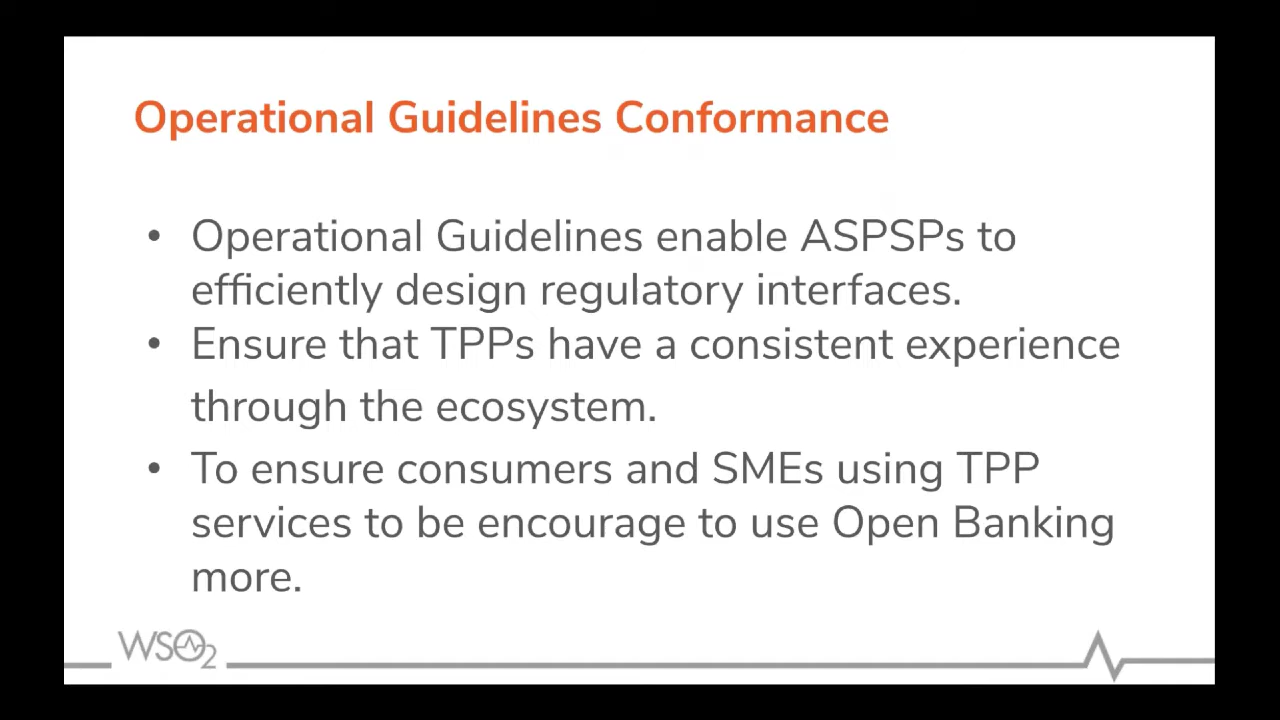 Operational Guidelines Conformance
• Operational Guidelines enable ASPSPs to
efficiently design regulatory interfaces.
• Ensure that TPPs have a consistent experience
through the ecosystem.
• To ensure consumers and SMEs using TPP
services to be encourage to use Open Banking
more.
WSO2